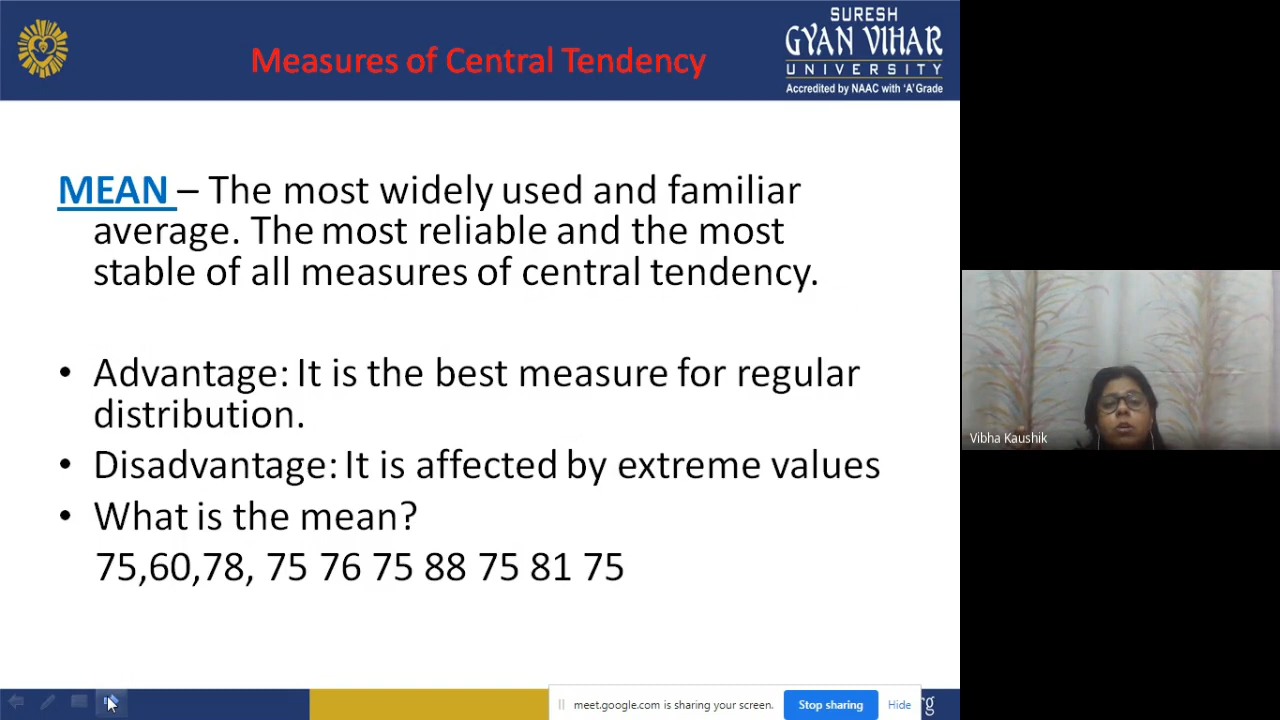 Measures of Central Tendency
SURESH
GYAN VIHAR
UNIVERSITY
Accredited by NAAC with 'A' Grade
MEAN – The most widely used and familiar
average. The most reliable and the most
stable of all measures of central tendency.
• Advantage: It is the best measure for regular
distribution.
• Disadvantage: It is affected by extreme values
• What is the mean?
75,60,78, 75 76 75 88 75 81 75
Vibha Kaushik
meet.google.com is sharing your screen.
Stop sharing
Hide